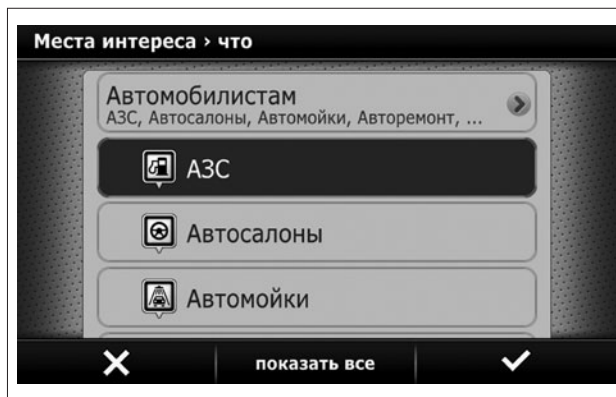 Места интереса › что
Автомобилистам
АЗС, Автосалоны, Автомойки, Авторемонт, ...
АЗС
Автосалоны
Автомойки
показать все